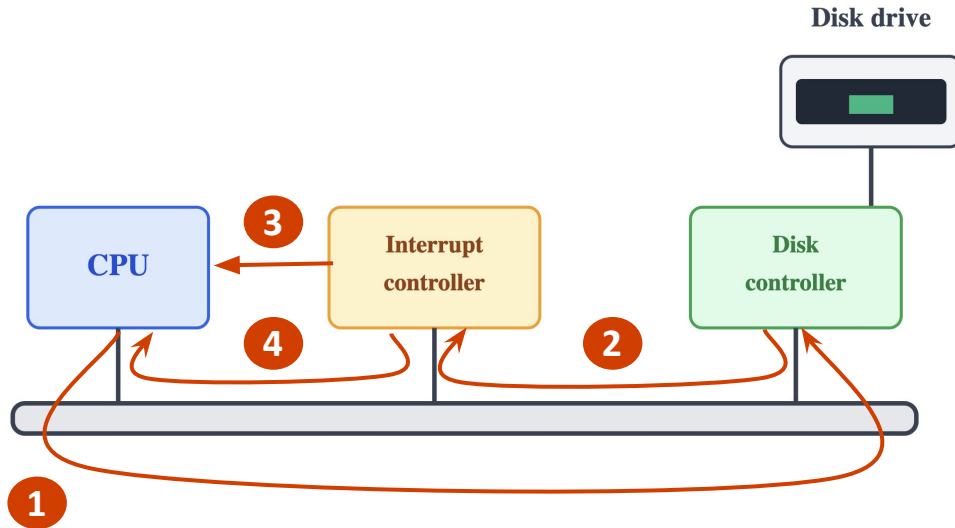 Disk drive
3
CPU
Interrupt
controller
Disk
controller
4
2
1